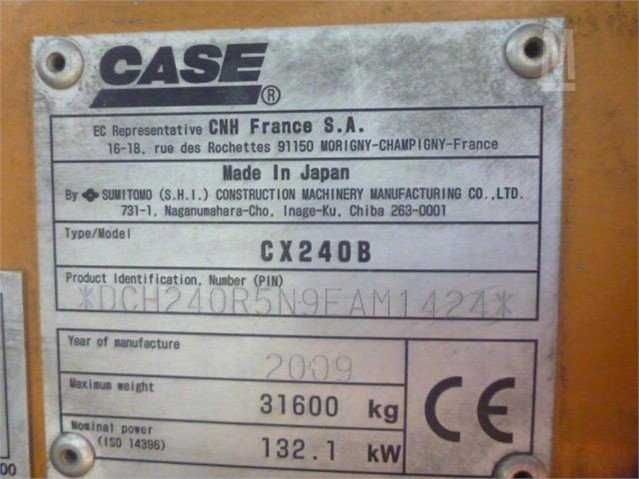 CASE
®
EC Representative CNH France S.A.
16-18, rue des Rochettes 91150 MORIGNY-CHAMPIGNY-France
Made In Japan
By SUMITOMO (S.H.I.) CONSTRUCTION MACHINERY MANUFACTURING CO.,LTD.
731-1, Naganumahara-Cho, Inage-Ku, Chiba 263-0001
Type/Model
CX240B
Product Identification, Number (PIN)
*DCH240R5N9EAM1424*
Year of manufacture
2009
Maximum weight
31600 kg
Nominal power
(ISO 14396)
132.1 kW
CE
00
M